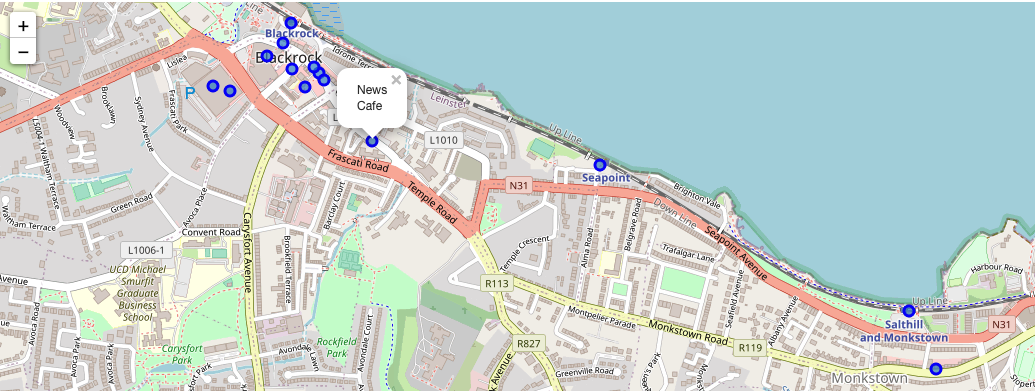 +
−
Blackrock
Blackrock
Idrone Terr
Lislea
P
×
News
Cafe
Leinster
L
L1010
Up Line
Seapoint
N31
Brighton Vale
Down Line
Seapoint Avenue
Frascati Road
Temple Road
Frascati Park
Sydney Avenue
Brooklawn
Woodview
L5004-1
Waltham Terrace
Waltham Terrace
Green Road
Avoca Place
Convent Road
L1006-1
Carysfort Avenue
Barclay Court
Brookfield Terrace
UCD Michael
Smurfit
Graduate
Business
School
Avenue
Avoca Road
Avoca Park
Carysfort
Park
Avondale
Lawn
Avondale Court
Rockfield
Park
Temple Crescent
Alma Road
Belgrave Road
Trafalgar Lane
Seafield Avenue
Albany Avenue
R113
Montpelier Parade
Monkstown Road
R119
R827
Greenville Road
Up Line
Salthill
and Monkstown
Monkstown
N31
Harbour Road